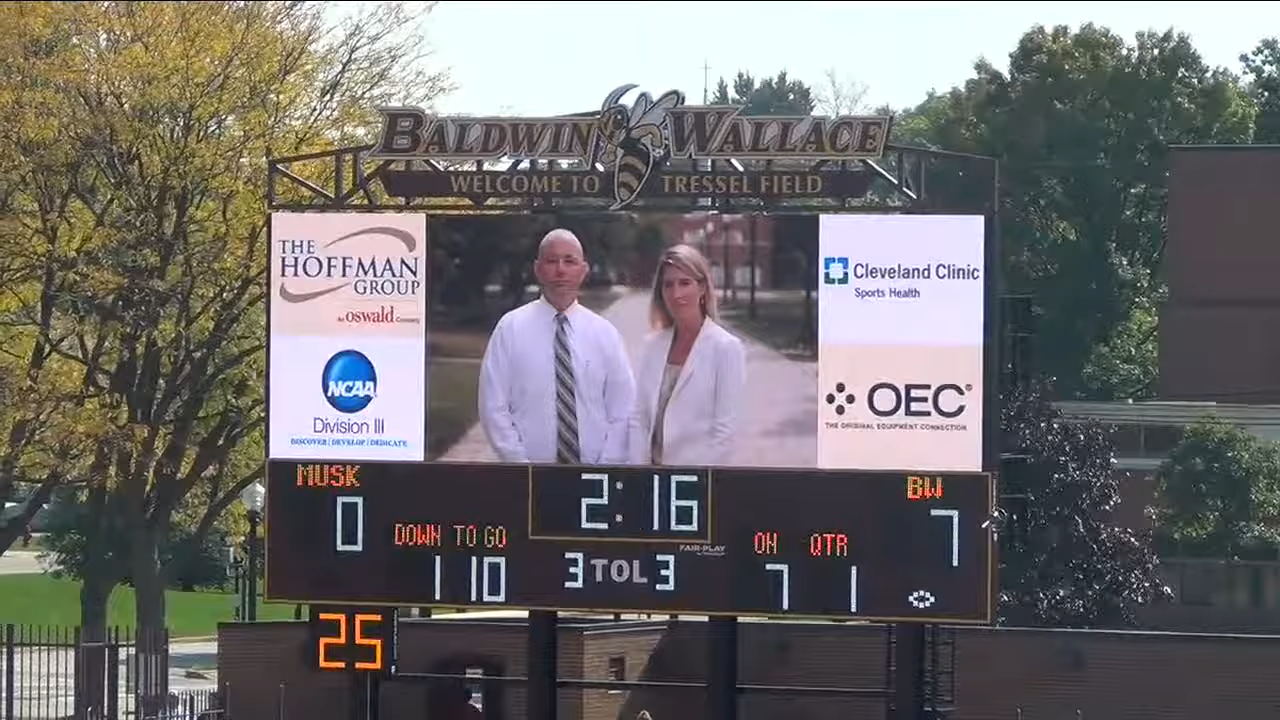 BALDWIN WALLACE
WELCOME TO TRESSEL FIELD
THE
HOFFMAN
GROUP
An oswald Company
NCAA
Division III
DISCOVER | DEVELOP | DEDICATE
Cleveland Clinic
Sports Health
OEC®
THE ORIGINAL EQUIPMENT CONNECTION
MUSK 2:16 BW
0 7
DOWN TO GO FAIR-PLAY ON QTR
1 10 3 TOL 3 7 1
25